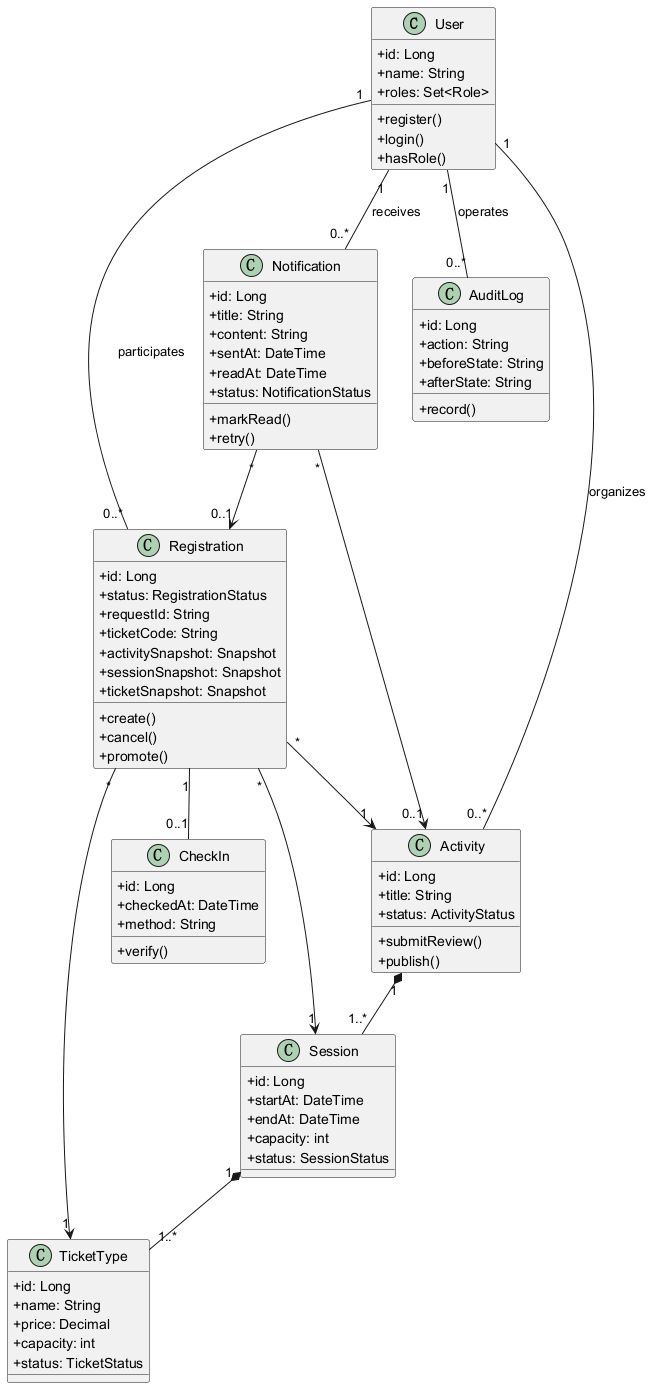 C User
+id: Long
+name: String
+roles: Set<Role>
+register()
+login()
+hasRole()
1
1
1
1
receives
operates
0..*
0..*
C Notification
+id: Long
+title: String
+content: String
+sentAt: DateTime
+readAt: DateTime
+status: NotificationStatus
+markRead()
+retry()
C AuditLog
+id: Long
+action: String
+beforeState: String
+afterState: String
+record()
participates
organizes
*
*
0..*
0..1
C Registration
+id: Long
+status: RegistrationStatus
+requestId: String
+ticketCode: String
+activitySnapshot: Snapshot
+sessionSnapshot: Snapshot
+ticketSnapshot: Snapshot
+create()
+cancel()
+promote()
*
*
1
*
0..1
1
0..1
0..*
C CheckIn
+id: Long
+checkedAt: DateTime
+method: String
+verify()
C Activity
+id: Long
+title: String
+status: ActivityStatus
+submitReview()
+publish()
1
1
1..*
C Session
+id: Long
+startAt: DateTime
+endAt: DateTime
+capacity: int
+status: SessionStatus
1
1
1..*
C TicketType
+id: Long
+name: String
+price: Decimal
+capacity: int
+status: TicketStatus